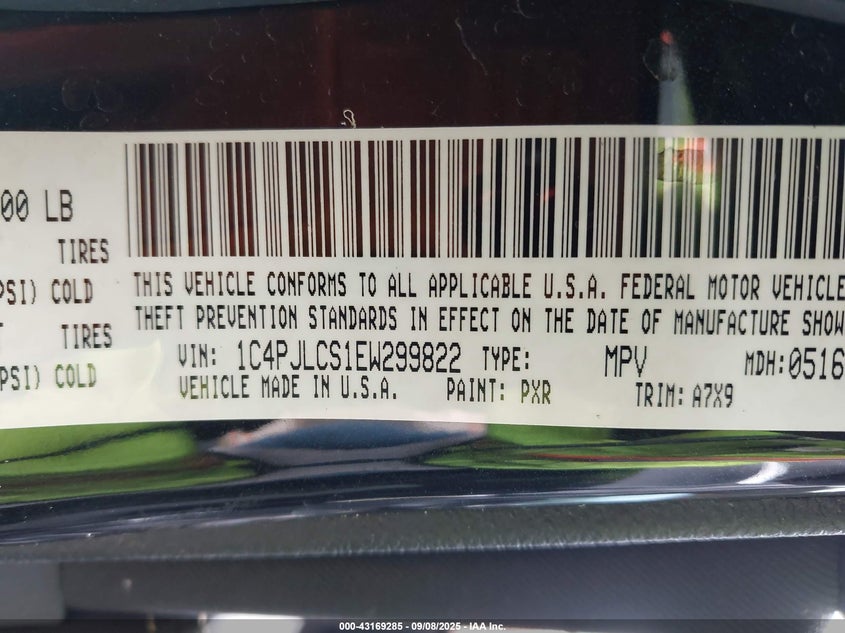 00 LB
TIRES
PSI) COLD
TIRES
PSI) COLD
THIS VEHICLE CONFORMS TO ALL APPLICABLE U.S.A. FEDERAL MOTOR VEHICLE
THEFT PREVENTION STANDARDS IN EFFECT ON THE DATE OF MANUFACTURE SHOW
VIN: 1C4PJLCS1EW299822 TYPE: MPV MDH:0516
VEHICLE MADE IN U.S.A. PAINT: PXR TRIM: A7X9
000-43169285 - 09/08/2025 - IAA Inc.